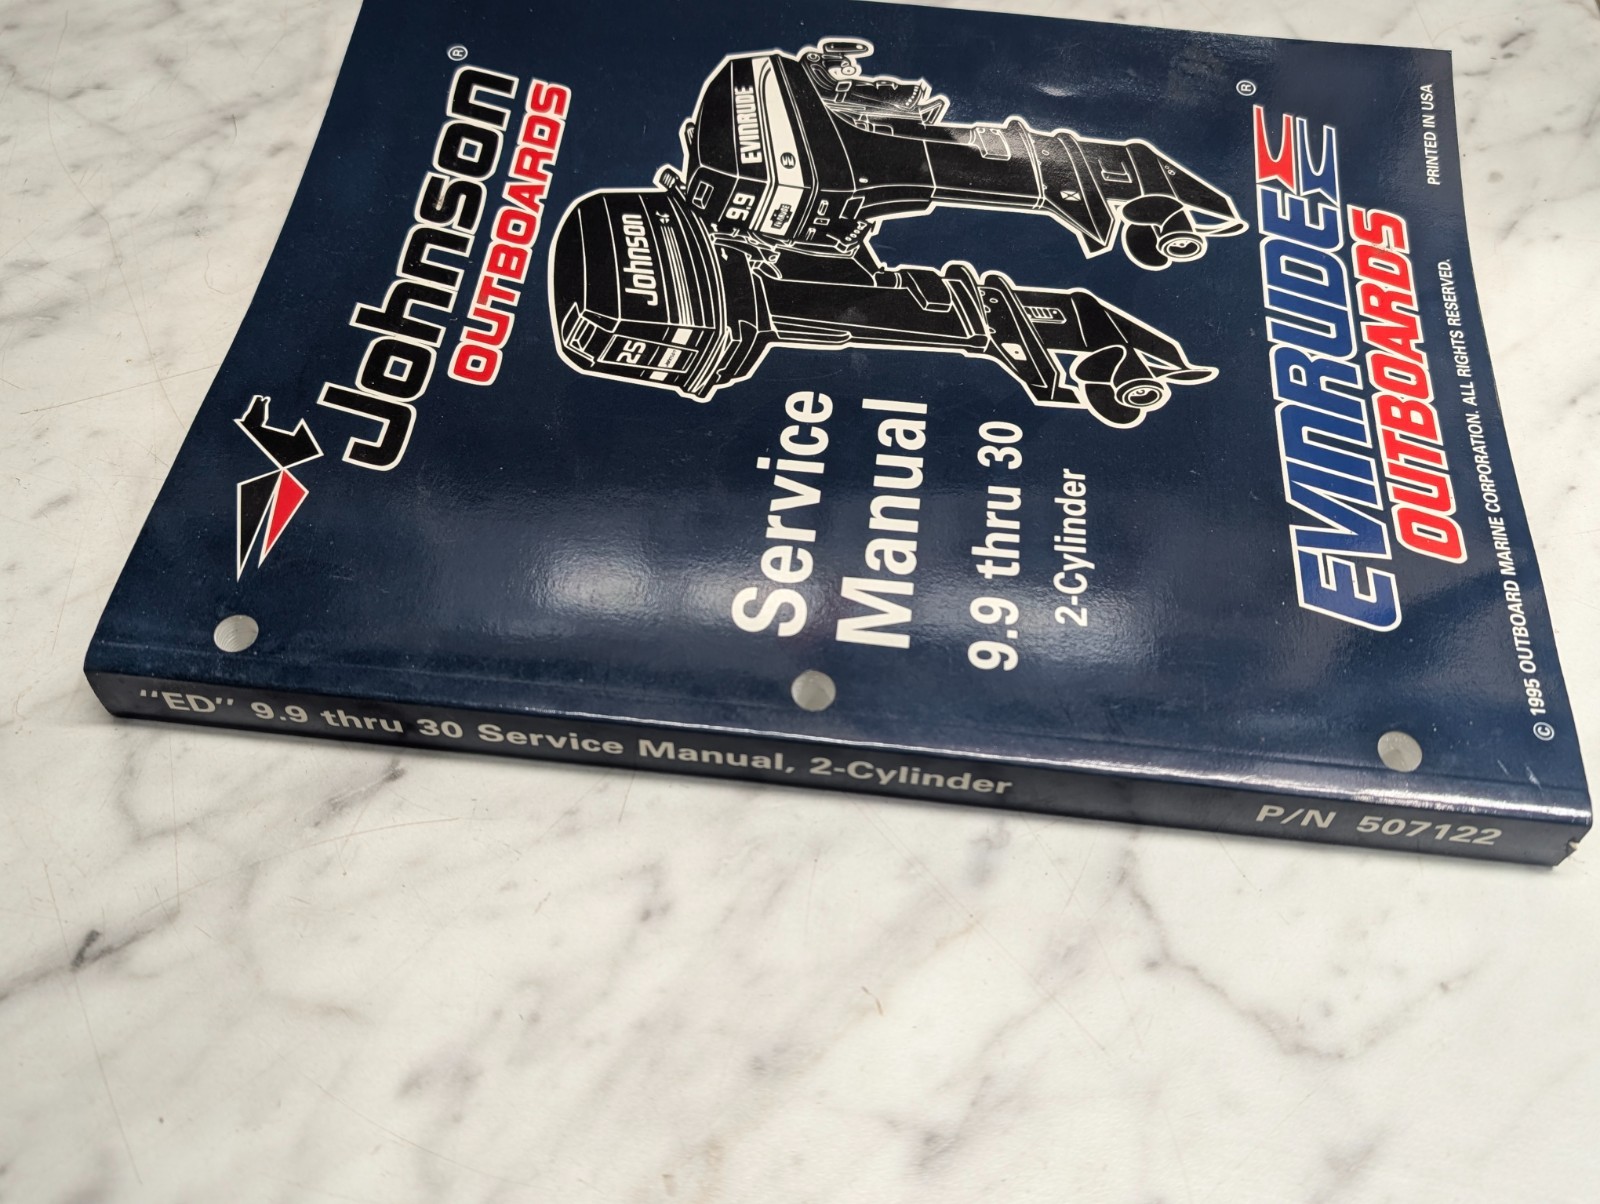 Johnson®
OUTBOARDS
EVINRUDE
9.9
Johnson
25
Service
Manual
9.9 thru 30
2-Cylinder
EVINRUDE®
OUTBOARDS
© 1995 OUTBOARD MARINE CORPORATION. ALL RIGHTS RESERVED.
PRINTED IN USA
“ED” 9.9 thru 30 Service Manual, 2-Cylinder
P/N 507122